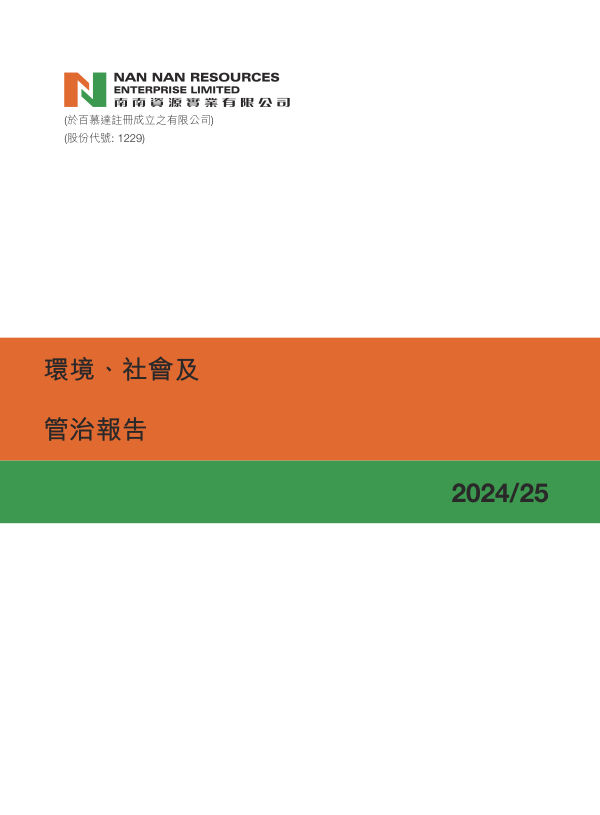 NAN NAN RESOURCES
ENTERPRISE LIMITED
南南資源實業有限公司
(於百慕達註冊成立之有限公司)
(股份代號: 1229)
環境、社會及
管治報告
2024/25